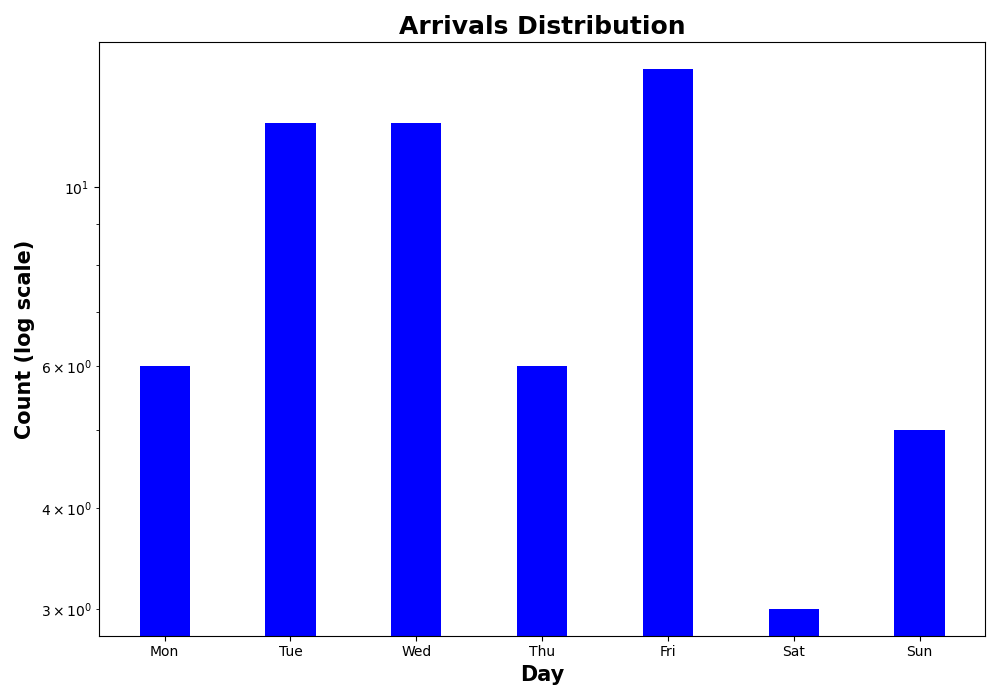 Arrivals Distribution
Count (log scale)
10¹
6 × 10⁰
4 × 10⁰
3 × 10⁰
Mon Tue Wed Thu Fri Sat Sun
Day